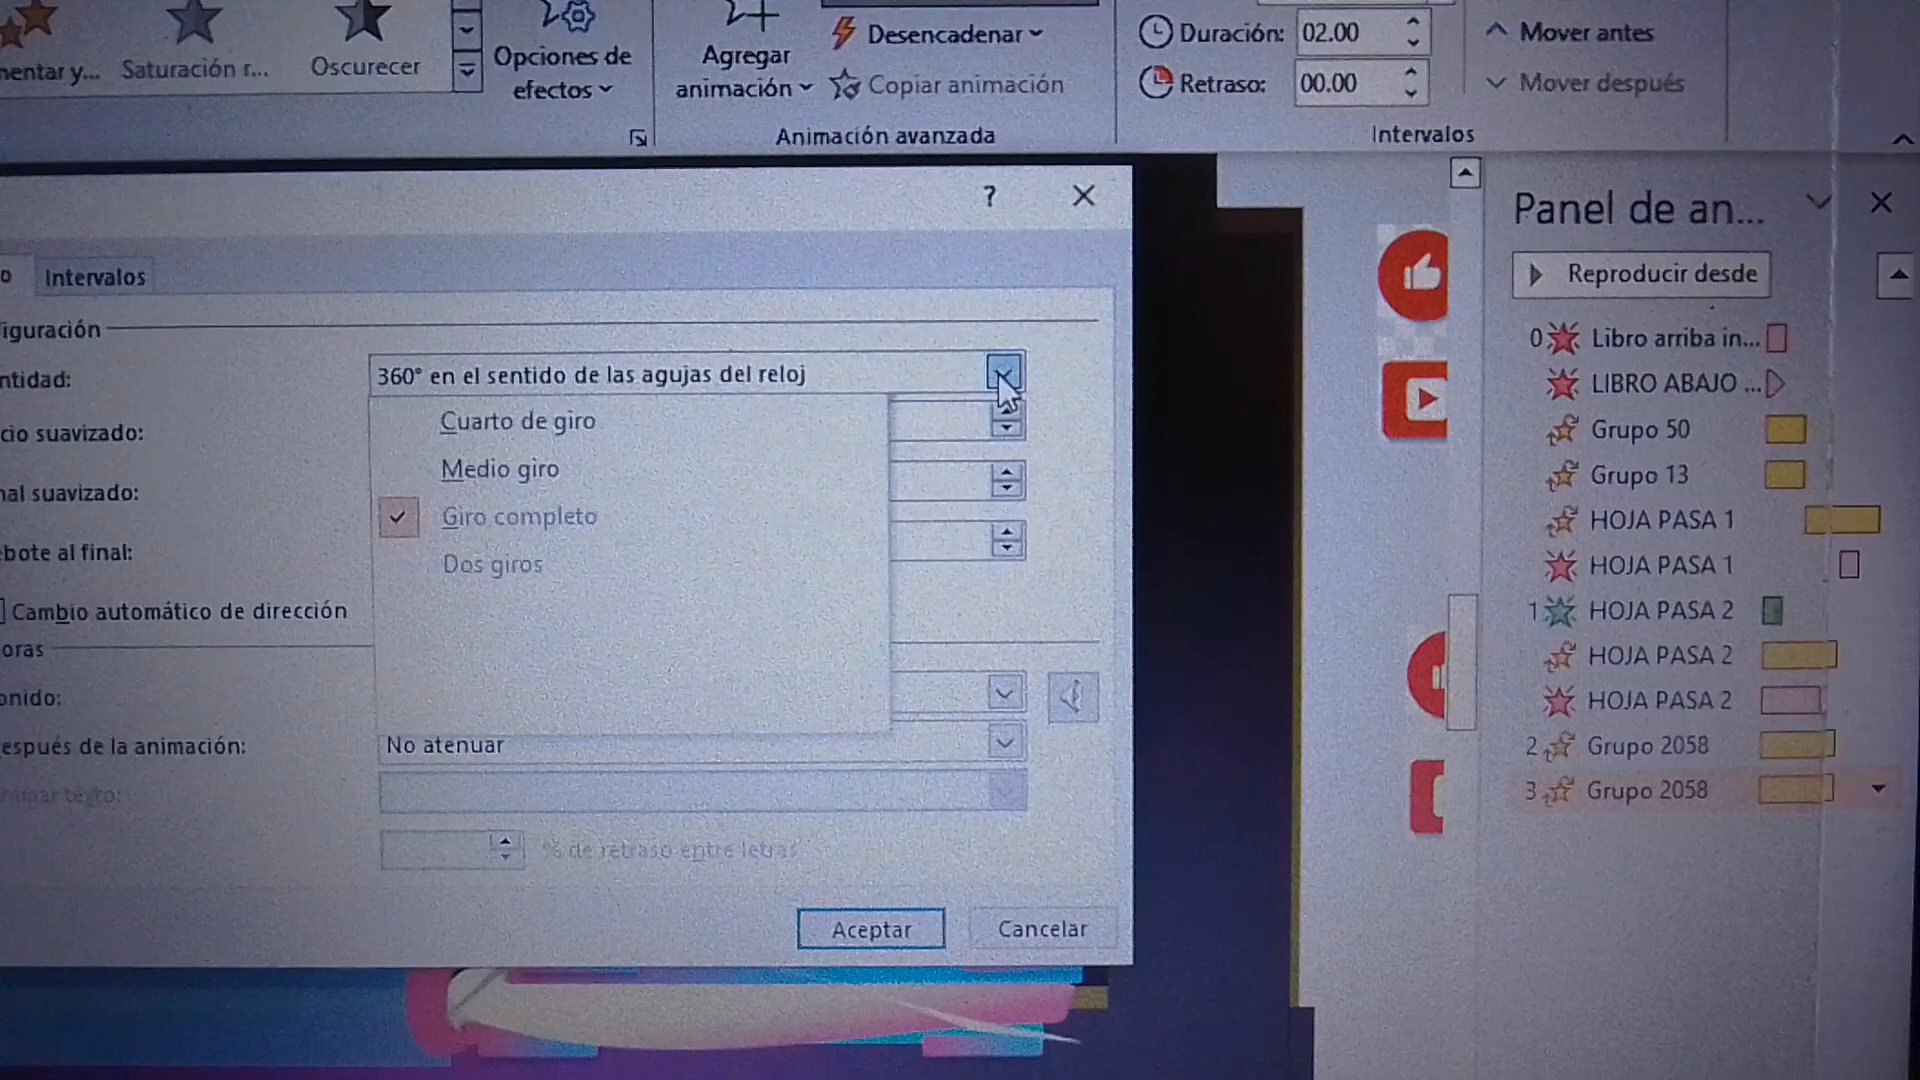 Saturación r...
Oscurecer
Opciones de
efectos
Agregar
animación
Desencadenar
Copiar animación
Animación avanzada
Duración: 02.00
Retraso: 00.00
Mover antes
Mover después
Intervalos
?
Intervalos
iguración
ntidad:
360° en el sentido de las agujas del reloj
Cuarto de giro
Medio giro
Giro completo
Dos giros
cio suavizado:
nal suavizado:
bote al final:
Cambio automático de dirección
oras
onido:
espués de la animación:
No atenuar
nimar texto:
% de retraso entre letras
Aceptar
Cancelar
Panel de an...
Reproducir desde
0 Libro arriba in...
LIBRO ABAJO ...
Grupo 50
Grupo 13
HOJA PASA 1
HOJA PASA 1
1 HOJA PASA 2
HOJA PASA 2
HOJA PASA 2
2 Grupo 2058
3 Grupo 2058